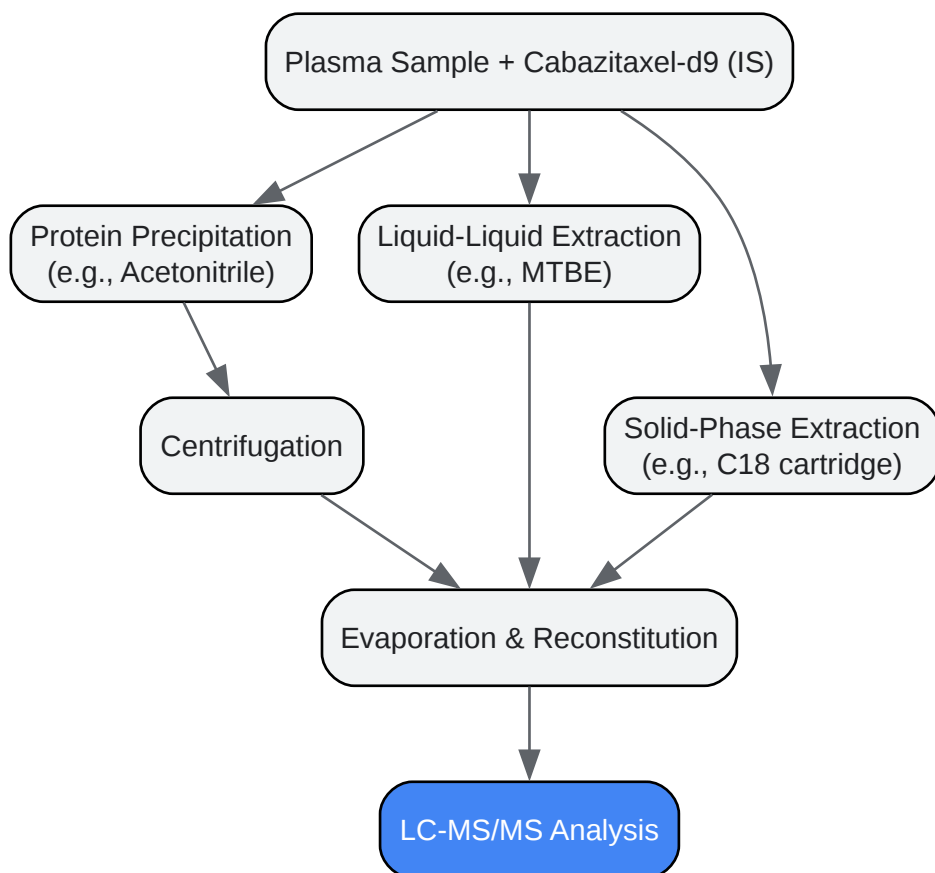 Plasma Sample + Cabazitaxel-d9 (IS)
Protein Precipitation
(e.g., Acetonitrile)
Liquid-Liquid Extraction
(e.g., MTBE)
Centrifugation
Solid-Phase Extraction
(e.g., C18 cartridge)
Evaporation & Reconstitution
LC-MS/MS Analysis